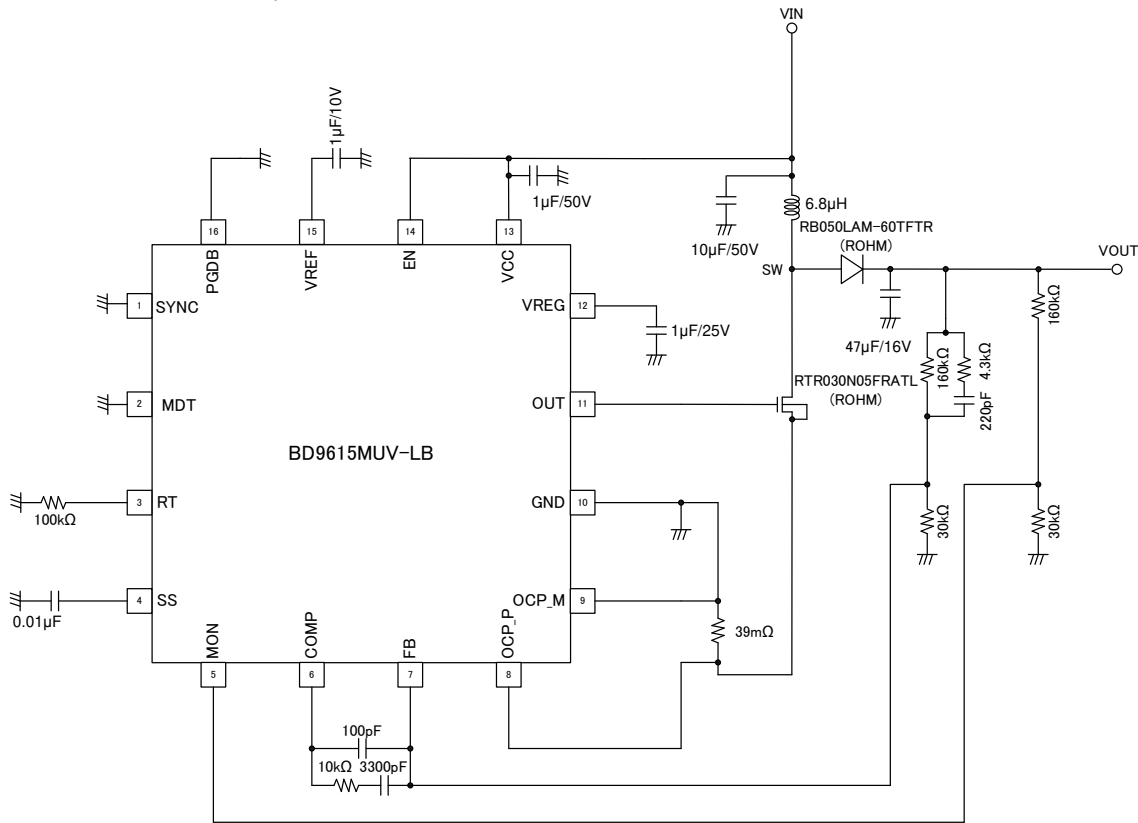 VIN
1μF/10V
1μF/50V
10μF/50V
6.8μH
RB050LAM-60TFTR
(ROHM)
SW
VOUT
16
15
14
13
PGDB
VREF
EN
VCC
1
SYNC
VREG
12
1μF/25V
47μF/16V
160kΩ
4.3kΩ
220pF
160kΩ
2
MDT
OUT
11
RTR030N05FRATL
(ROHM)
BD9615MUV-LB
3
RT
100kΩ
GND
10
30kΩ
30kΩ
4
SS
0.01μF
OCP_M
9
39mΩ
MON
COMP
FB
OCP_P
5
6
7
8
100pF
10kΩ
3300pF